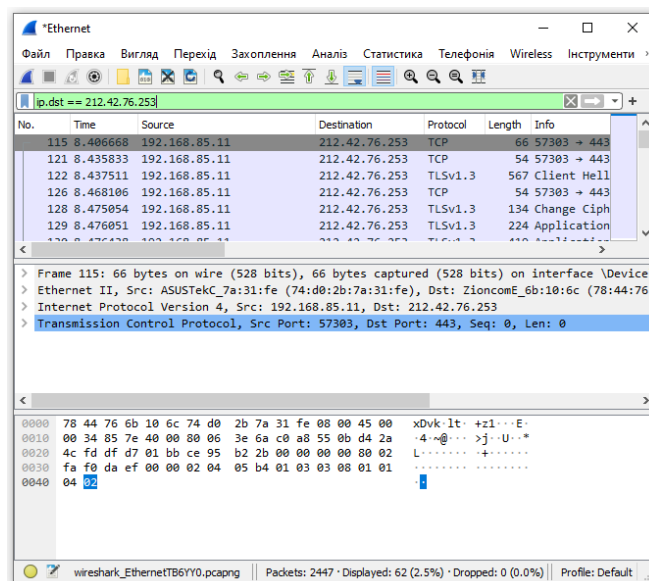 *Ethernet
Файл Правка Вигляд Перехід Захоплення Аналіз Статистика Телефонія Wireless Інструменти
ip.dst == 212.42.76.253
No. Time Source Destination Protocol Length Info
115 8.406668 192.168.85.11 212.42.76.253 TCP 66 57303 → 443
121 8.435833 192.168.85.11 212.42.76.253 TCP 54 57303 → 443
122 8.437511 192.168.85.11 212.42.76.253 TLSv1.3 567 Client Hell
126 8.468106 192.168.85.11 212.42.76.253 TCP 54 57303 → 443
128 8.475054 192.168.85.11 212.42.76.253 TLSv1.3 134 Change Ciph
129 8.476051 192.168.85.11 212.42.76.253 TLSv1.3 224 Application
Frame 115: 66 bytes on wire (528 bits), 66 bytes captured (528 bits) on interface \Device
Ethernet II, Src: ASUSTekC_7a:31:fe (74:d0:2b:7a:31:fe), Dst: ZioncomE_6b:10:6c (78:44:76
Internet Protocol Version 4, Src: 192.168.85.11, Dst: 212.42.76.253
Transmission Control Protocol, Src Port: 57303, Dst Port: 443, Seq: 0, Len: 0
0000 78 44 76 6b 10 6c 74 d0 2b 7a 31 fe 08 00 45 00 xDvk·lt· +z1···E·
0010 00 34 85 7e 40 00 80 06 3e 6a c0 a8 55 0b d4 2a ·4·~@··· >j··U··*
0020 4c fd df d7 01 bb ce 95 b2 2b 00 00 00 00 80 02 L······· ·+······
0030 fa f0 da ef 00 00 02 04 05 b4 01 03 03 08 01 01 ········ ········
0040 04 02 ··
wireshark_EthernetTB6YY0.pcapng Packets: 2447 · Displayed: 62 (2.5%) · Dropped: 0 (0.0%) Profile: Default